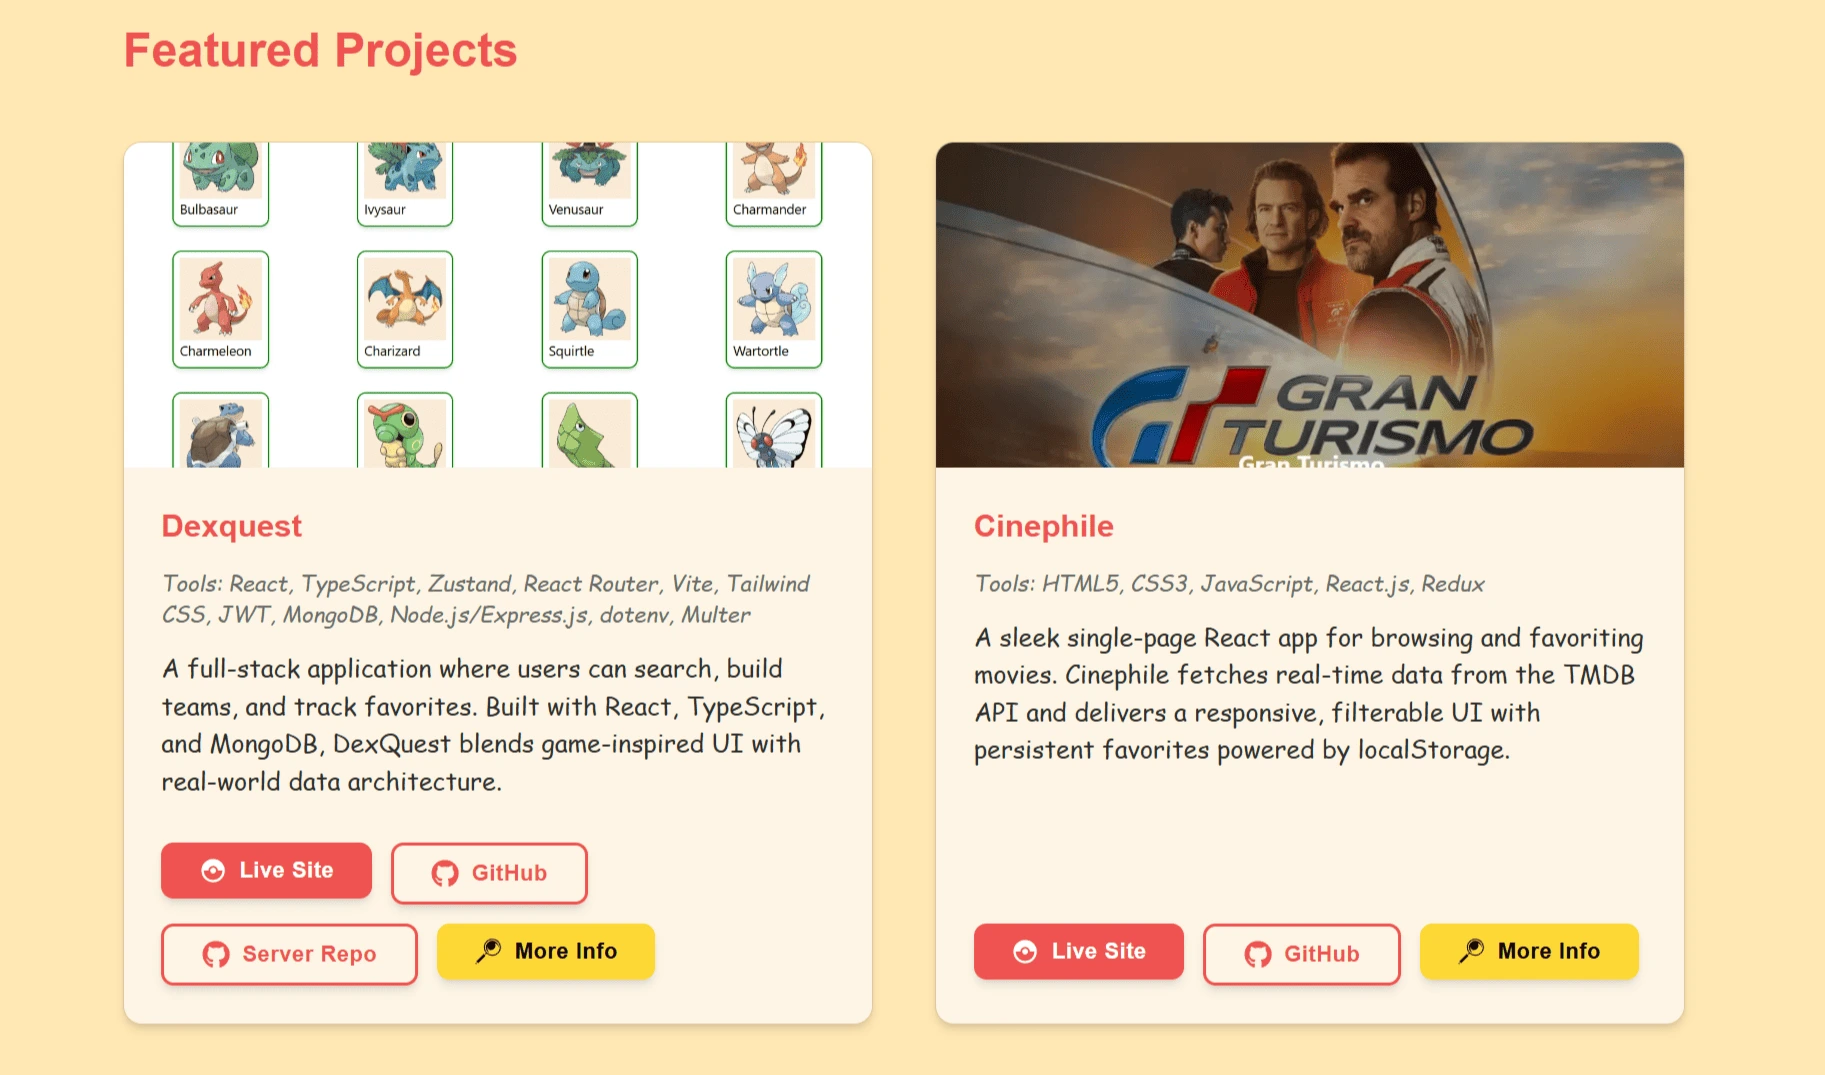 Featured Projects
Bulbasaur
Ivysaur
Venusaur
Charmander
Charmeleon
Charizard
Squirtle
Wartortle
GRAN
TURISMO
Gran Turismo
Dexquest
Tools: React, TypeScript, Zustand, React Router, Vite, Tailwind
CSS, JWT, MongoDB, Node.js/Express.js, dotenv, Multer
A full-stack application where users can search, build
teams, and track favorites. Built with React, TypeScript,
and MongoDB, DexQuest blends game-inspired UI with
real-world data architecture.
Live Site
GitHub
Server Repo
More Info
Cinephile
Tools: HTML5, CSS3, JavaScript, React.js, Redux
A sleek single-page React app for browsing and favoriting
movies. Cinephile fetches real-time data from the TMDB
API and delivers a responsive, filterable UI with
persistent favorites powered by localStorage.
Live Site
GitHub
More Info